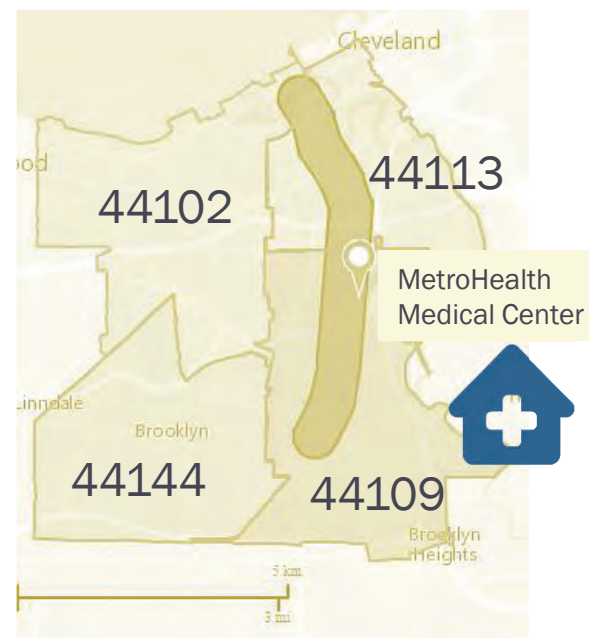 Cleveland
ood
44113
44102
MetroHealth
Medical Center
Linndale
Brooklyn
44144
44109
Brooklyn
Heights
5 km
3 mi